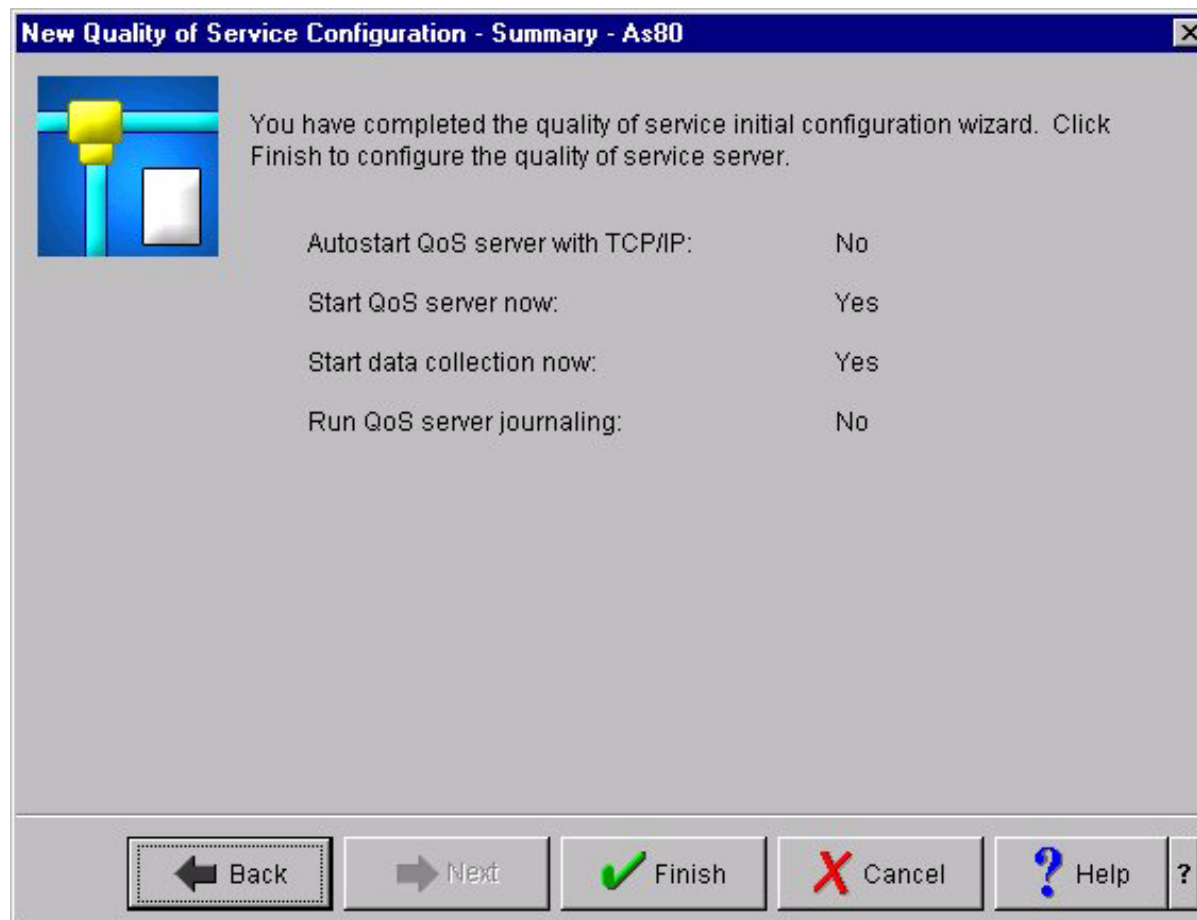 New Quality of Service Configuration - Summary - As80
You have completed the quality of service initial configuration wizard. Click
Finish to configure the quality of service server.
Autostart QoS server with TCP/IP: No
Start QoS server now: Yes
Start data collection now: Yes
Run QoS server journaling: No
Back Next Finish Cancel ? Help ?